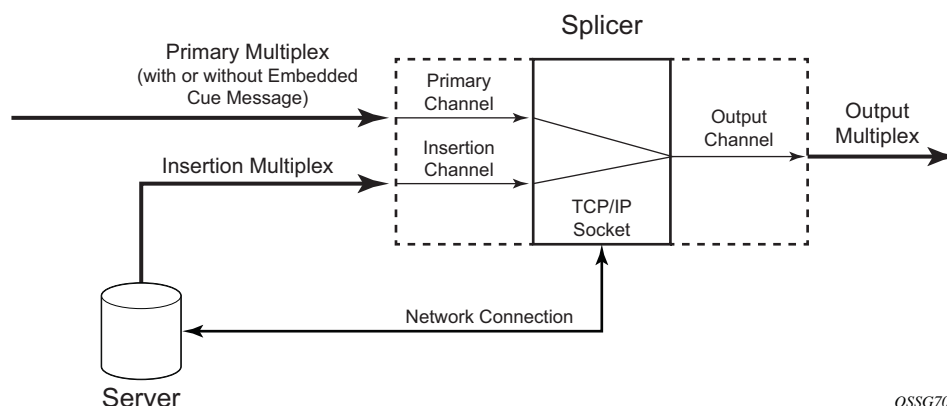 Splicer
Primary Multiplex
(with or without Embedded
Cue Message)
Primary
Channel
Output
Channel
Output
Multiplex
Insertion Multiplex
Insertion
Channel
TCP/IP
Socket
Network Connection
Server